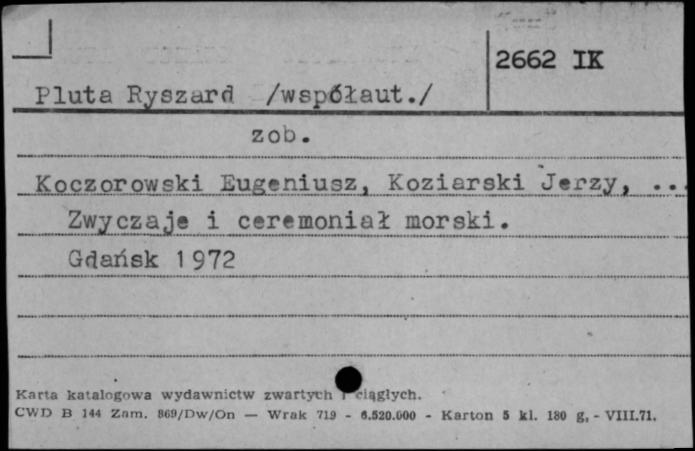 2662 IK
Pluta Ryszard /współaut./
zob.
Koczorowski Eugeniusz, Koziarski Jerzy, ...
Zwyczaje i ceremoniał morski.
Gdańsk 1972
Karta katalogowa wydawnictw zwartych i ciągłych.
CWD B 144 Zam. 869/Dw/On — Wrak 719 - 6.520.000 - Karton 5 kl. 180 g. - VIII.71.